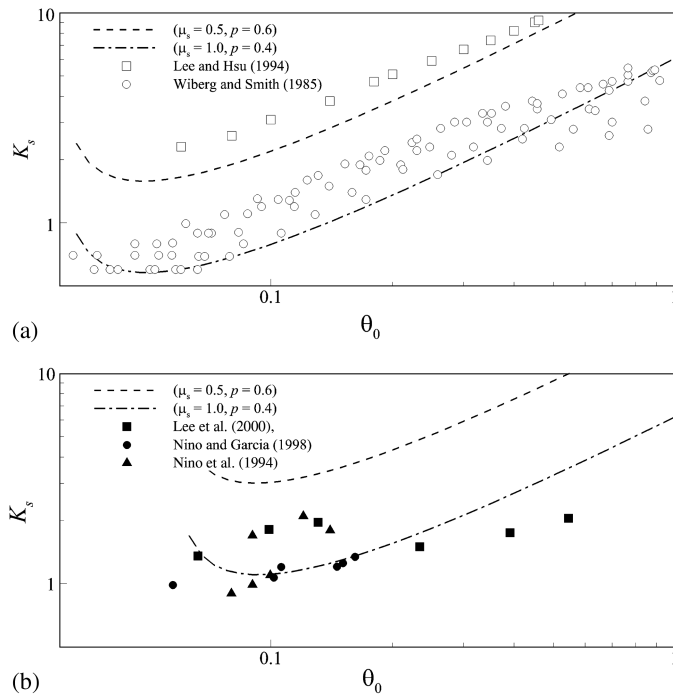 10
(μs = 0.5, p = 0.6)
(μs = 1.0, p = 0.4)
Lee and Hsu (1994)
Wiberg and Smith (1985)
Ks
1
0.1
1
(a)
θ0
10
(μs = 0.5, p = 0.6)
(μs = 1.0, p = 0.4)
Lee et al. (2000),
Nino and Garcia (1998)
Nino et al. (1994)
Ks
1
0.1
1
(b)
θ0